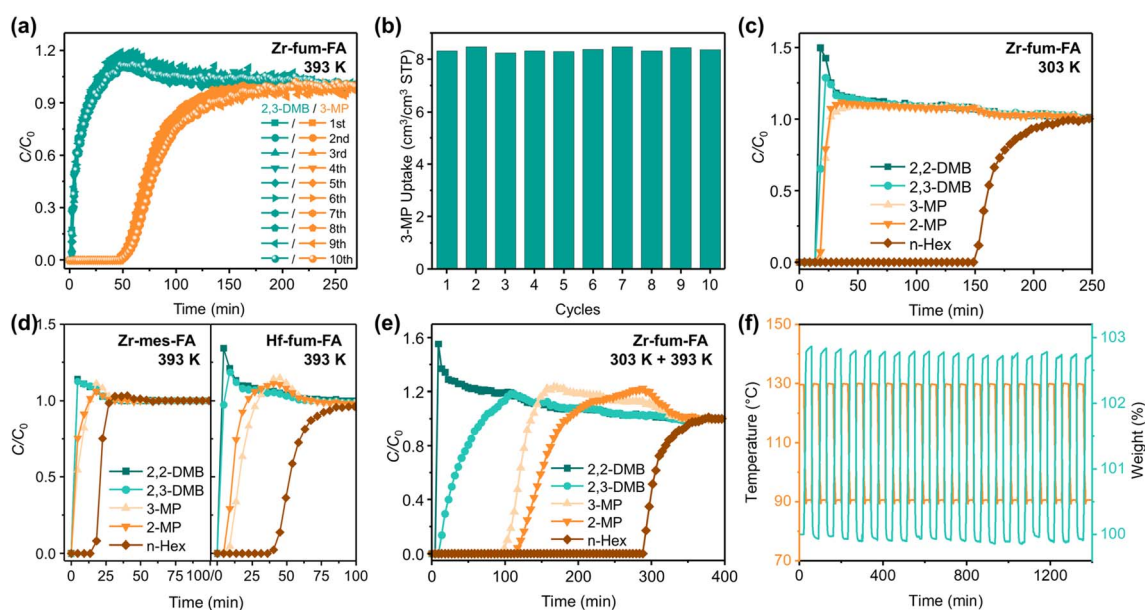 (a)
Zr-fum-FA
393 K
C/C0
1.2
0.9
0.6
0.3
0.0
2,3-DMB / 3-MP
/ 1st
/ 2nd
/ 3rd
/ 4th
/ 5th
/ 6th
/ 7th
/ 8th
/ 9th
/ 10th
0 50 100 150 200 250
Time (min)
(b)
3-MP Uptake (cm³/cm³ STP)
8
6
4
2
0
1 2 3 4 5 6 7 8 9 10
Cycles
(c)
Zr-fum-FA
303 K
C/C0
1.5
1.0
0.5
0.0
2,2-DMB
2,3-DMB
3-MP
2-MP
n-Hex
0 50 100 150 200 250
Time (min)
(d)
Zr-mes-FA
393 K
Hf-fum-FA
393 K
C/C0
1.5
1.0
0.5
0.0
2,2-DMB
2,3-DMB
3-MP
2-MP
n-Hex
0 25 50 75 100 0 25 50 75 100
Time (min)
(e)
Zr-fum-FA
303 K + 393 K
C/C0
1.6
1.2
0.8
0.4
0.0
2,2-DMB
2,3-DMB
3-MP
2-MP
n-Hex
0 100 200 300 400
Time (min)
(f)
Temperature (°C)
150
130
110
90
70
103
102
101
100
Weight (%)
0 400 800 1200
Time (min)